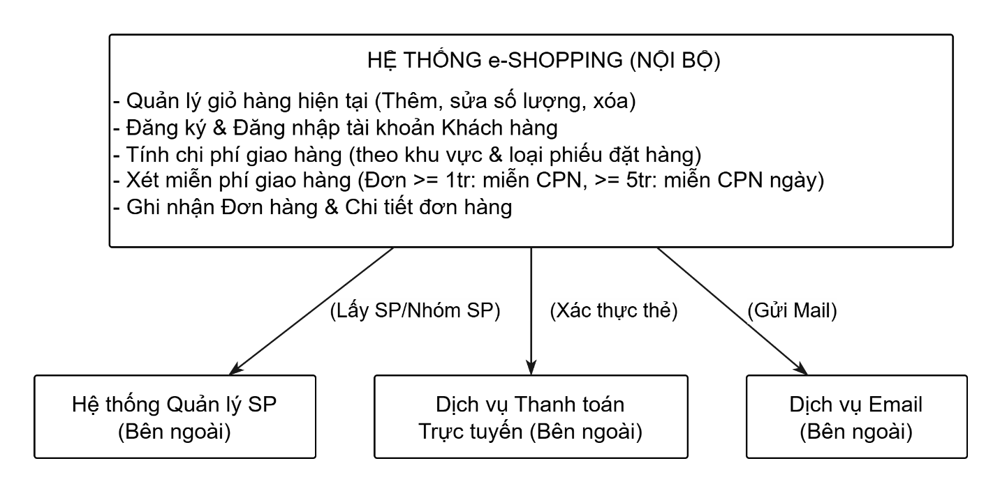 HỆ THỐNG e-SHOPPING (NỘI BỘ)
- Quản lý giỏ hàng hiện tại (Thêm, sửa số lượng, xóa)
- Đăng ký & Đăng nhập tài khoản Khách hàng
- Tính chi phí giao hàng (theo khu vực & loại phiếu đặt hàng)
- Xét miễn phí giao hàng (Đơn >= 1tr: miễn CPN, >= 5tr: miễn CPN ngày)
- Ghi nhận Đơn hàng & Chi tiết đơn hàng
(Lấy SP/Nhóm SP)
(Xác thực thẻ)
(Gửi Mail)
Hệ thống Quản lý SP
(Bên ngoài)
Dịch vụ Thanh toán
Trực tuyến (Bên ngoài)
Dịch vụ Email
(Bên ngoài)